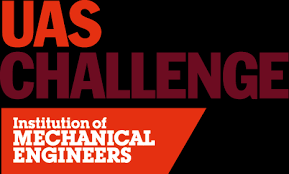 UAS
CHALLENGE
Institution of
MECHANICAL
ENGINEERS